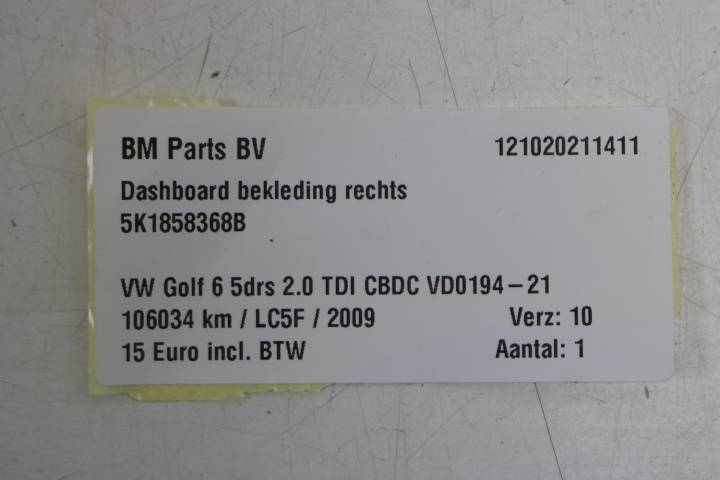 BM Parts BV 121020211411
Dashboard bekleding rechts
5K1858368B
VW Golf 6 5drs 2.0 TDI CBDC VD0194-21
106034 km / LC5F / 2009 Verz: 10
15 Euro incl. BTW Aantal: 1